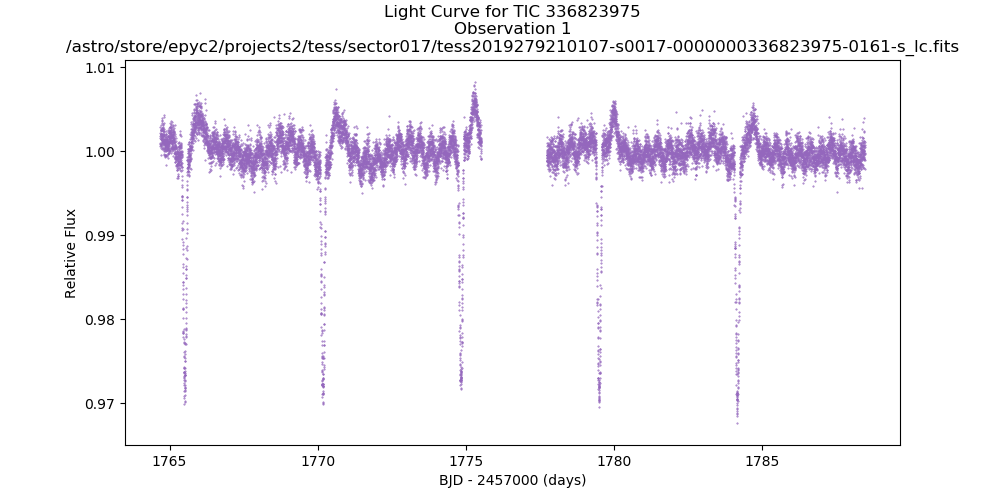 Light Curve for TIC 336823975
Observation 1
/astro/store/epyc2/projects2/tess/sector017/tess2019279210107-s0017-0000000336823975-0161-s_lc.fits
1.01
1.00
0.99
0.98
0.97
Relative Flux
1765
1770
1775
1780
1785
BJD - 2457000 (days)